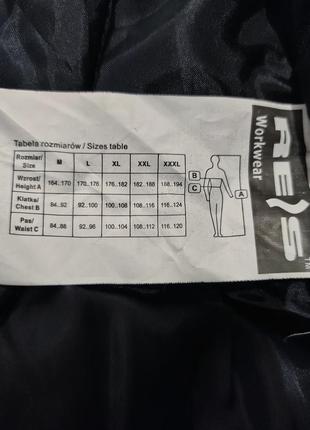 Tabela rozmiarów / Sizes table
Rozmiar/ Size M L XL XXL XXXL
Wzrost/ Height A 164..170 170..176 176..182 182..188 188..194
Klatka/ Chest B 84..92 92..100 100..108 108..116 116..124
Pas/ Waist C 84..88 92..96 100..104 108..112 116..120
B
C
A
REIS
Workwear
TM